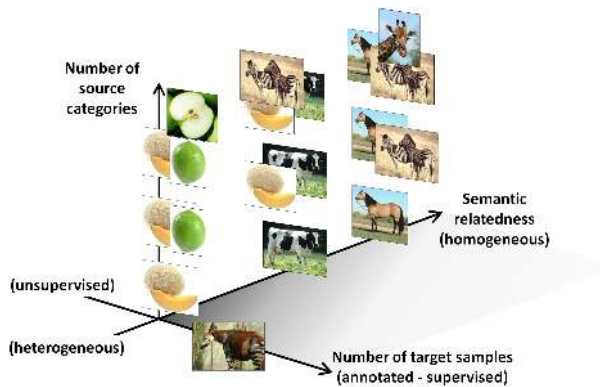 Number of
source
categories
Semantic
relatedness
(homogeneous)
(unsupervised)
(heterogeneous)
Number of target samples
(annotated - supervised)